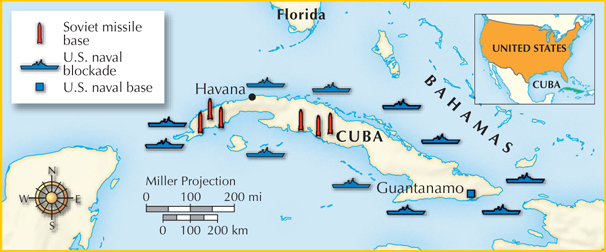 Soviet missile
base
U.S. naval
blockade
U.S. naval base
Florida
UNITED STATES
CUBA
Havana
BAHAMAS
CUBA
Guantanamo
N
W
E
S
Miller Projection
0
100
200 mi
0
100
200 km